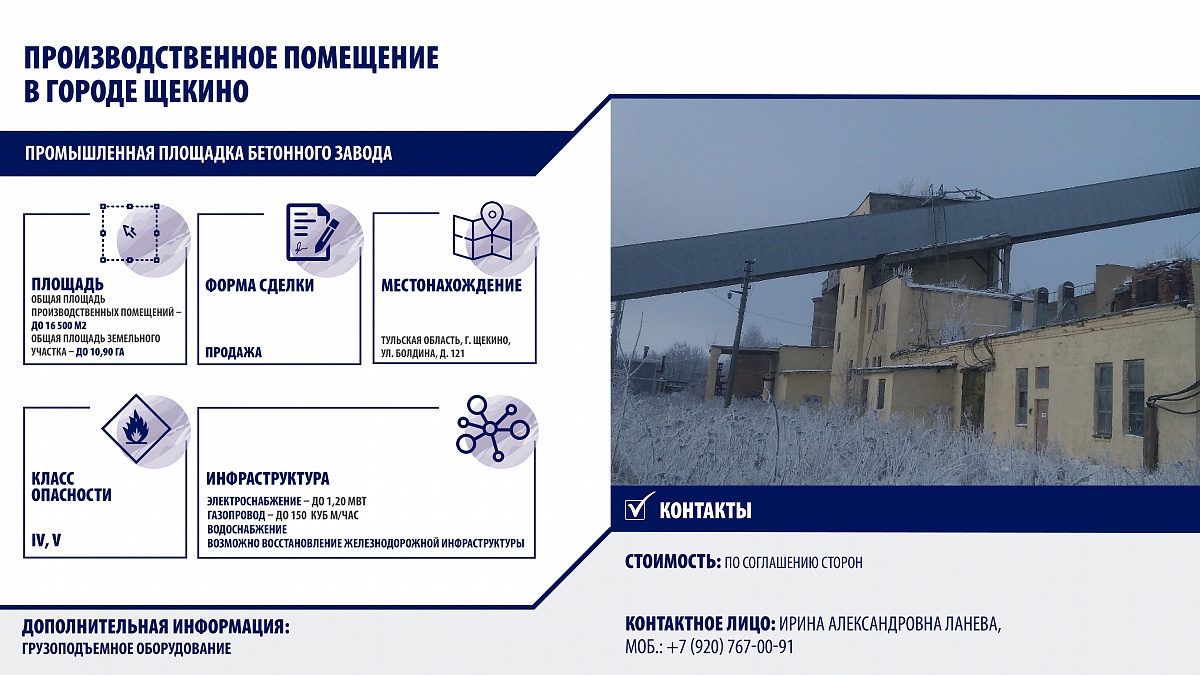 ПРОИЗВОДСТВЕННОЕ ПОМЕЩЕНИЕ
В ГОРОДЕ ЩЕКИНО
ПРОМЫШЛЕННАЯ ПЛОЩАДКА БЕТОННОГО ЗАВОДА
ПЛОЩАДЬ
ОБЩАЯ ПЛОЩАДЬ
ПРОИЗВОДСТВЕННЫХ ПОМЕЩЕНИЙ –
ДО 16 500 М2
ОБЩАЯ ПЛОЩАДЬ ЗЕМЕЛЬНОГО
УЧАСТКА – ДО 10,90 ГА
ФОРМА СДЕЛКИ
ПРОДАЖА
МЕСТОНАХОЖДЕНИЕ
ТУЛЬСКАЯ ОБЛАСТЬ, Г. ЩЕКИНО,
УЛ. БОЛДИНА, Д. 121
КЛАСС
ОПАСНОСТИ
IV, V
ИНФРАСТРУКТУРА
ЭЛЕКТРОСНАБЖЕНИЕ – ДО 1,20 МВТ
ГАЗОПРОВОД – ДО 150 КУБ М/ЧАС
ВОДОСНАБЖЕНИЕ
ВОЗМОЖНО ВОССТАНОВЛЕНИЕ ЖЕЛЕЗНОДОРОЖНОЙ ИНФРАСТРУКТУРЫ
ДОПОЛНИТЕЛЬНАЯ ИНФОРМАЦИЯ:
ГРУЗОПОДЪЕМНОЕ ОБОРУДОВАНИЕ
КОНТАКТЫ
СТОИМОСТЬ: ПО СОГЛАШЕНИЮ СТОРОН
КОНТАКТНОЕ ЛИЦО: ИРИНА АЛЕКСАНДРОВНА ЛАНЕВА,
МОБ.: +7 (920) 767-00-91